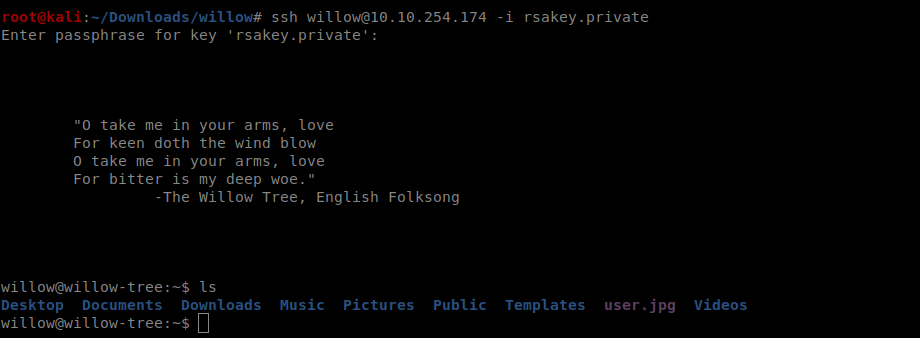 root@kali:~/Downloads/willow# ssh willow@10.10.254.174 -i rsakey.private
Enter passphrase for key 'rsakey.private':
"O take me in your arms, love
For keen doth the wind blow
O take me in your arms, love
For bitter is my deep woe."
-The Willow Tree, English Folksong
willow@willow-tree:~$ ls
Desktop  Documents  Downloads  Music  Pictures  Public  Templates  user.jpg  Videos
willow@willow-tree:~$